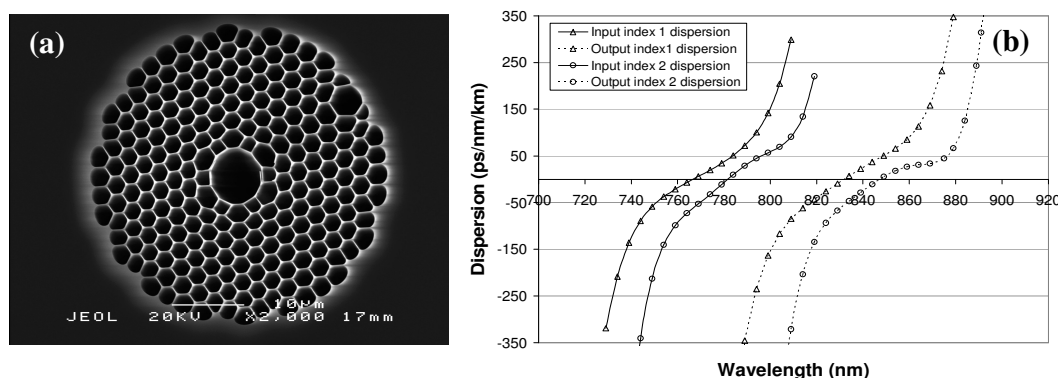 (a)
10µm
JEOL 20KV X2,000 17mm
(b)
350
250
150
50
-50
-150
-250
-350
700 720 740 760 780 800 820 840 860 880 900 920
Dispersion (ps/nm/km)
Wavelength (nm)
Input index 1 dispersion
Output index1 dispersion
Input index 2 dispersion
Output index 2 dispersion